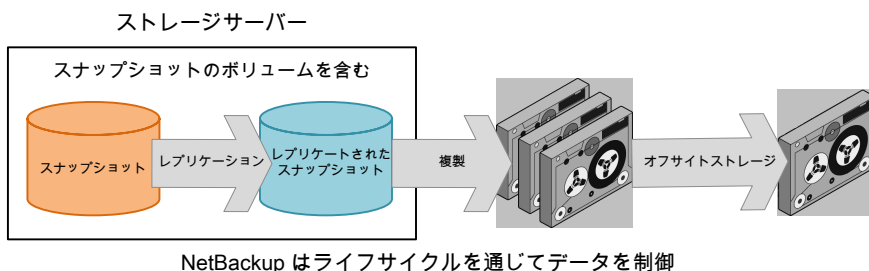 ストレージサーバー
スナップショットのボリュームを含む
スナップショット
レプリケーション
レプリケートされた
スナップショット
複製
オフサイトストレージ
NetBackup はライフサイクルを通じてデータを制御